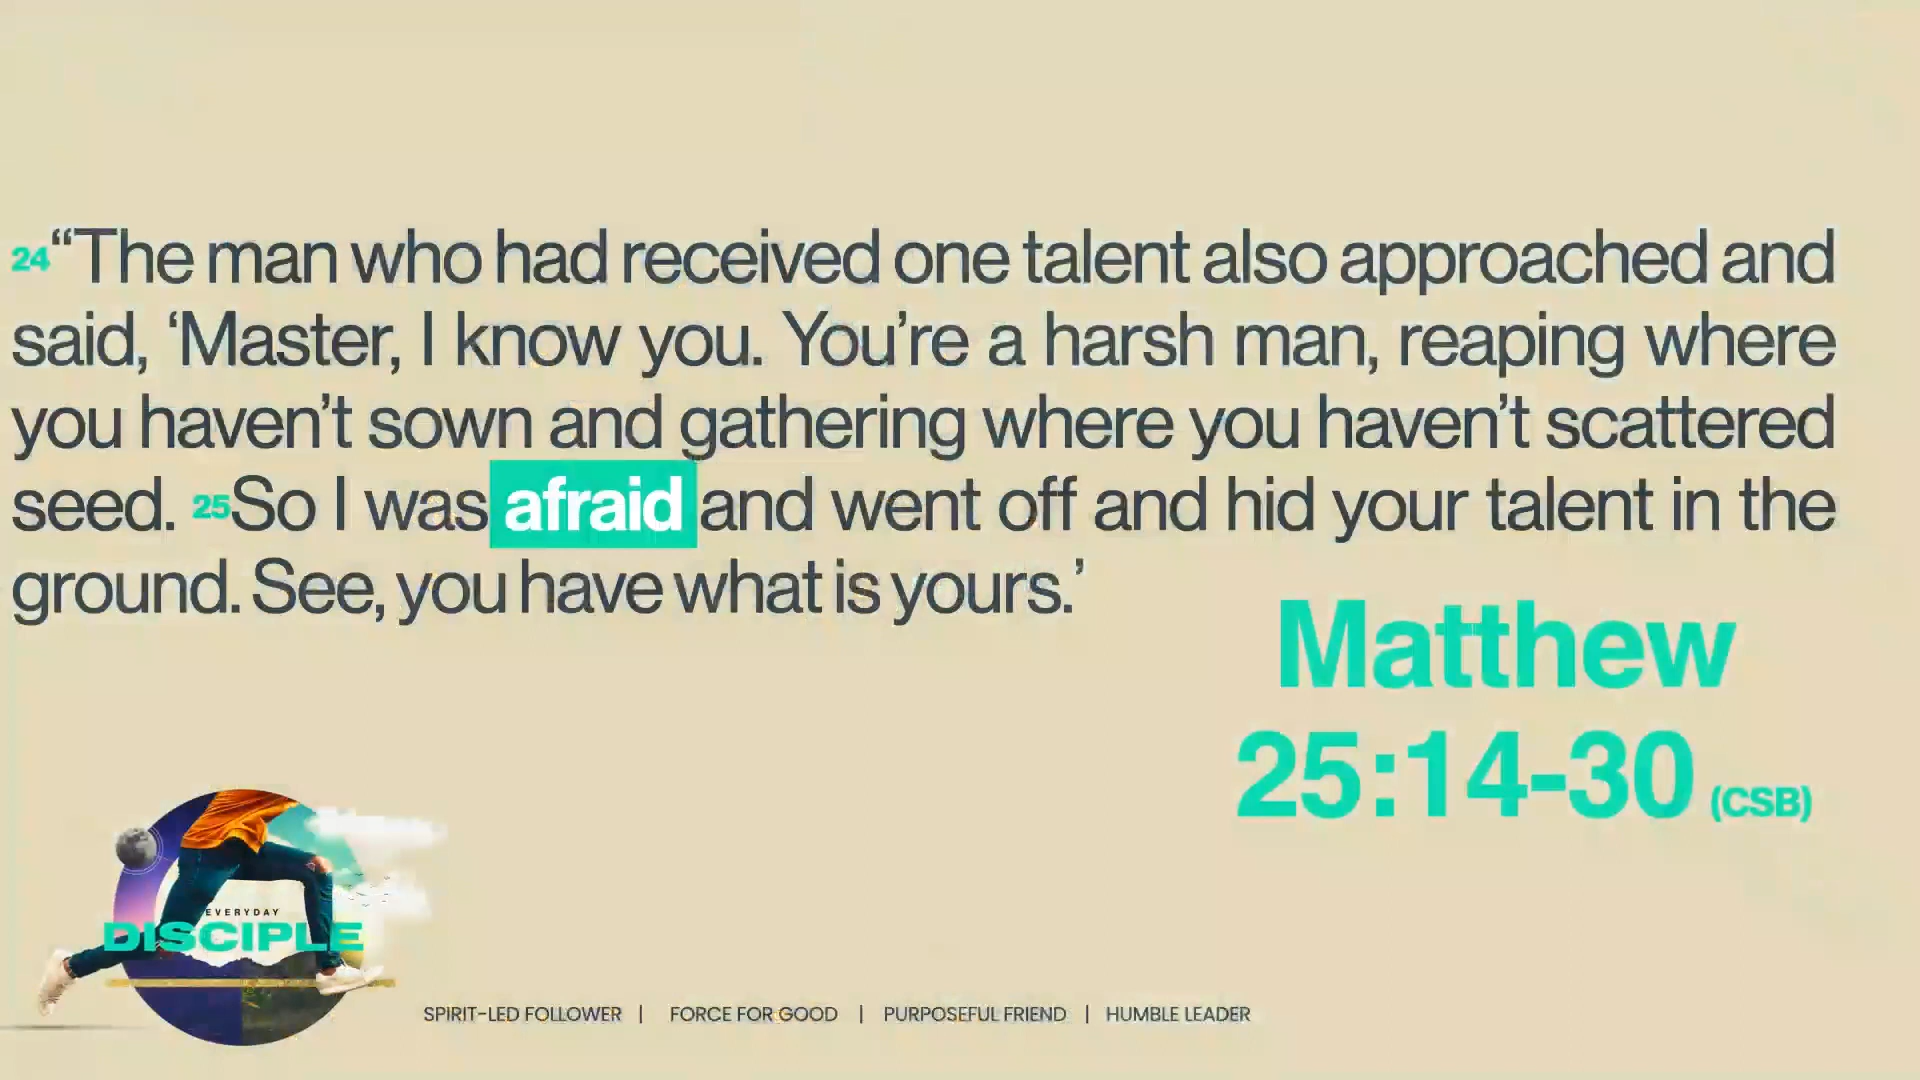 24“The man who had received one talent also approached and
said, ‘Master, I know you. You’re a harsh man, reaping where
you haven’t sown and gathering where you haven’t scattered
seed. 25So I was afraid and went off and hid your talent in the
ground. See, you have what is yours.’
Matthew
25:14-30 (CSB)
EVERYDAY
DISCIPLE
SPIRIT-LED FOLLOWER | FORCE FOR GOOD | PURPOSEFUL FRIEND | HUMBLE LEADER